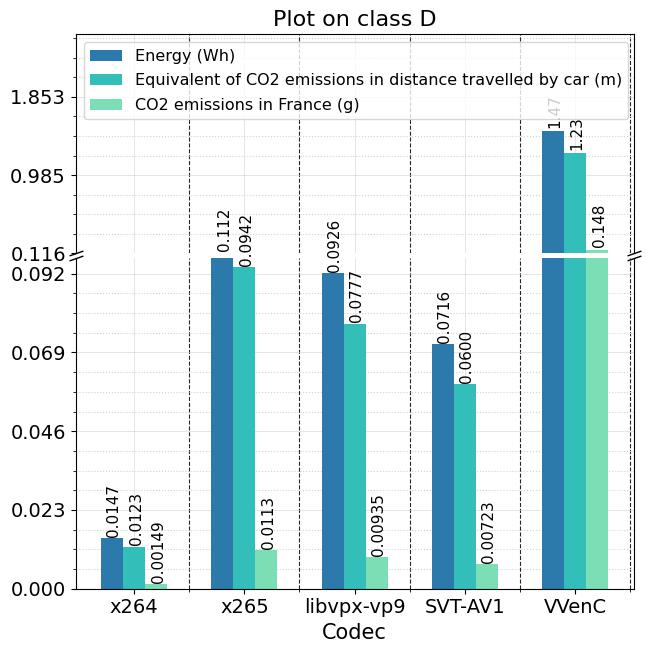 Plot on class D
Energy (Wh)
Equivalent of CO2 emissions in distance travelled by car (m)
CO2 emissions in France (g)
1.853
0.985
0.116
0.092
0.069
0.046
0.023
0.000
0.0147
0.0123
0.00149
0.112
0.0942
0.0113
0.0926
0.0777
0.00935
0.0716
0.0600
0.00723
1.47
1.23
0.148
x264
x265
libvpx-vp9
SVT-AV1
VVenC
Codec